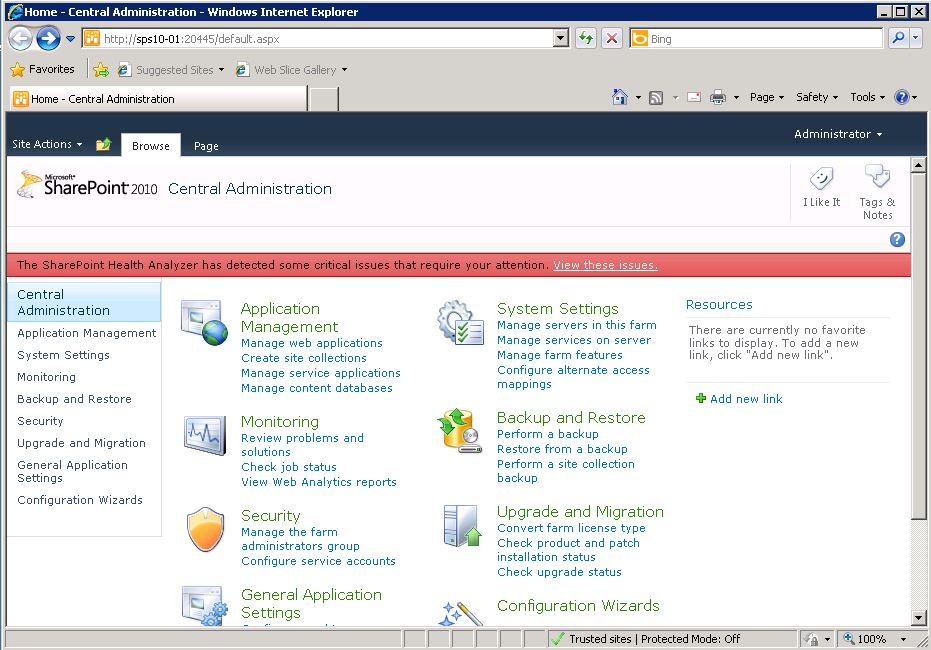 Home - Central Administration - Windows Internet Explorer
http://sps10-01:20445/default.aspx
Bing
Favorites
Suggested Sites
Web Slice Gallery
Home - Central Administration
Page
Safety
Tools
Site Actions
Browse
Page
Administrator
Microsoft®
SharePoint 2010
Central Administration
I Like It
Tags &
Notes
The SharePoint Health Analyzer has detected some critical issues that require your attention. View these issues.
Central
Administration
Application Management
System Settings
Monitoring
Backup and Restore
Security
Upgrade and Migration
General Application
Settings
Configuration Wizards
Application
Management
Manage web applications
Create site collections
Manage service applications
Manage content databases
Monitoring
Review problems and
solutions
Check job status
View Web Analytics reports
Security
Manage the farm
administrators group
Configure service accounts
General Application
Settings
System Settings
Manage servers in this farm
Manage services on server
Manage farm features
Configure alternate access
mappings
Backup and Restore
Perform a backup
Restore from a backup
Perform a site collection
backup
Upgrade and Migration
Convert farm license type
Check product and patch
installation status
Check upgrade status
Configuration Wizards
Resources
There are currently no favorite
links to display. To add a new
link, click "Add new link".
Add new link
Trusted sites | Protected Mode: Off
100%